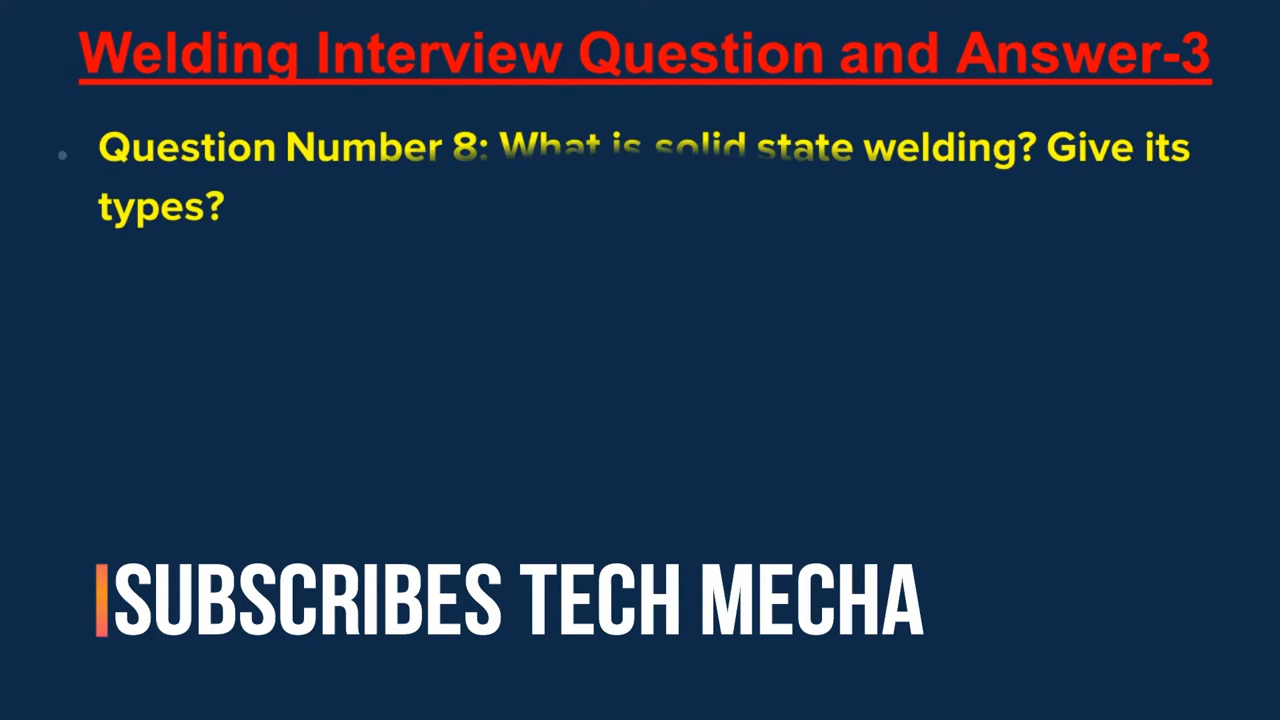 Welding Interview Question and Answer-3
Question Number 8: What is solid state welding? Give its
types?
SUBSCRIBES TECH MECHA